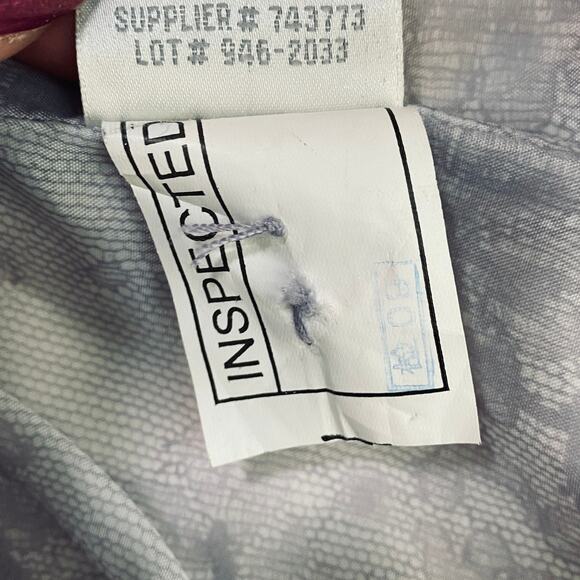 SUPPLIER# 743773
LOT# 946-2033
INSPECTED